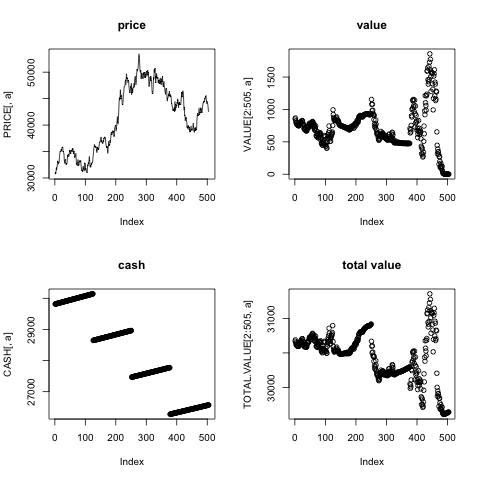 price
PRICE[, a]
30000 40000 50000
0 100 200 300 400 500
Index
value
VALUE[2:505, a]
0 500 1000 1500
0 100 200 300 400 500
Index
cash
CASH[, a]
27000 29000
0 100 200 300 400 500
Index
total value
TOTAL.VALUE[2:505, a]
30000 31000
0 100 200 300 400 500
Index